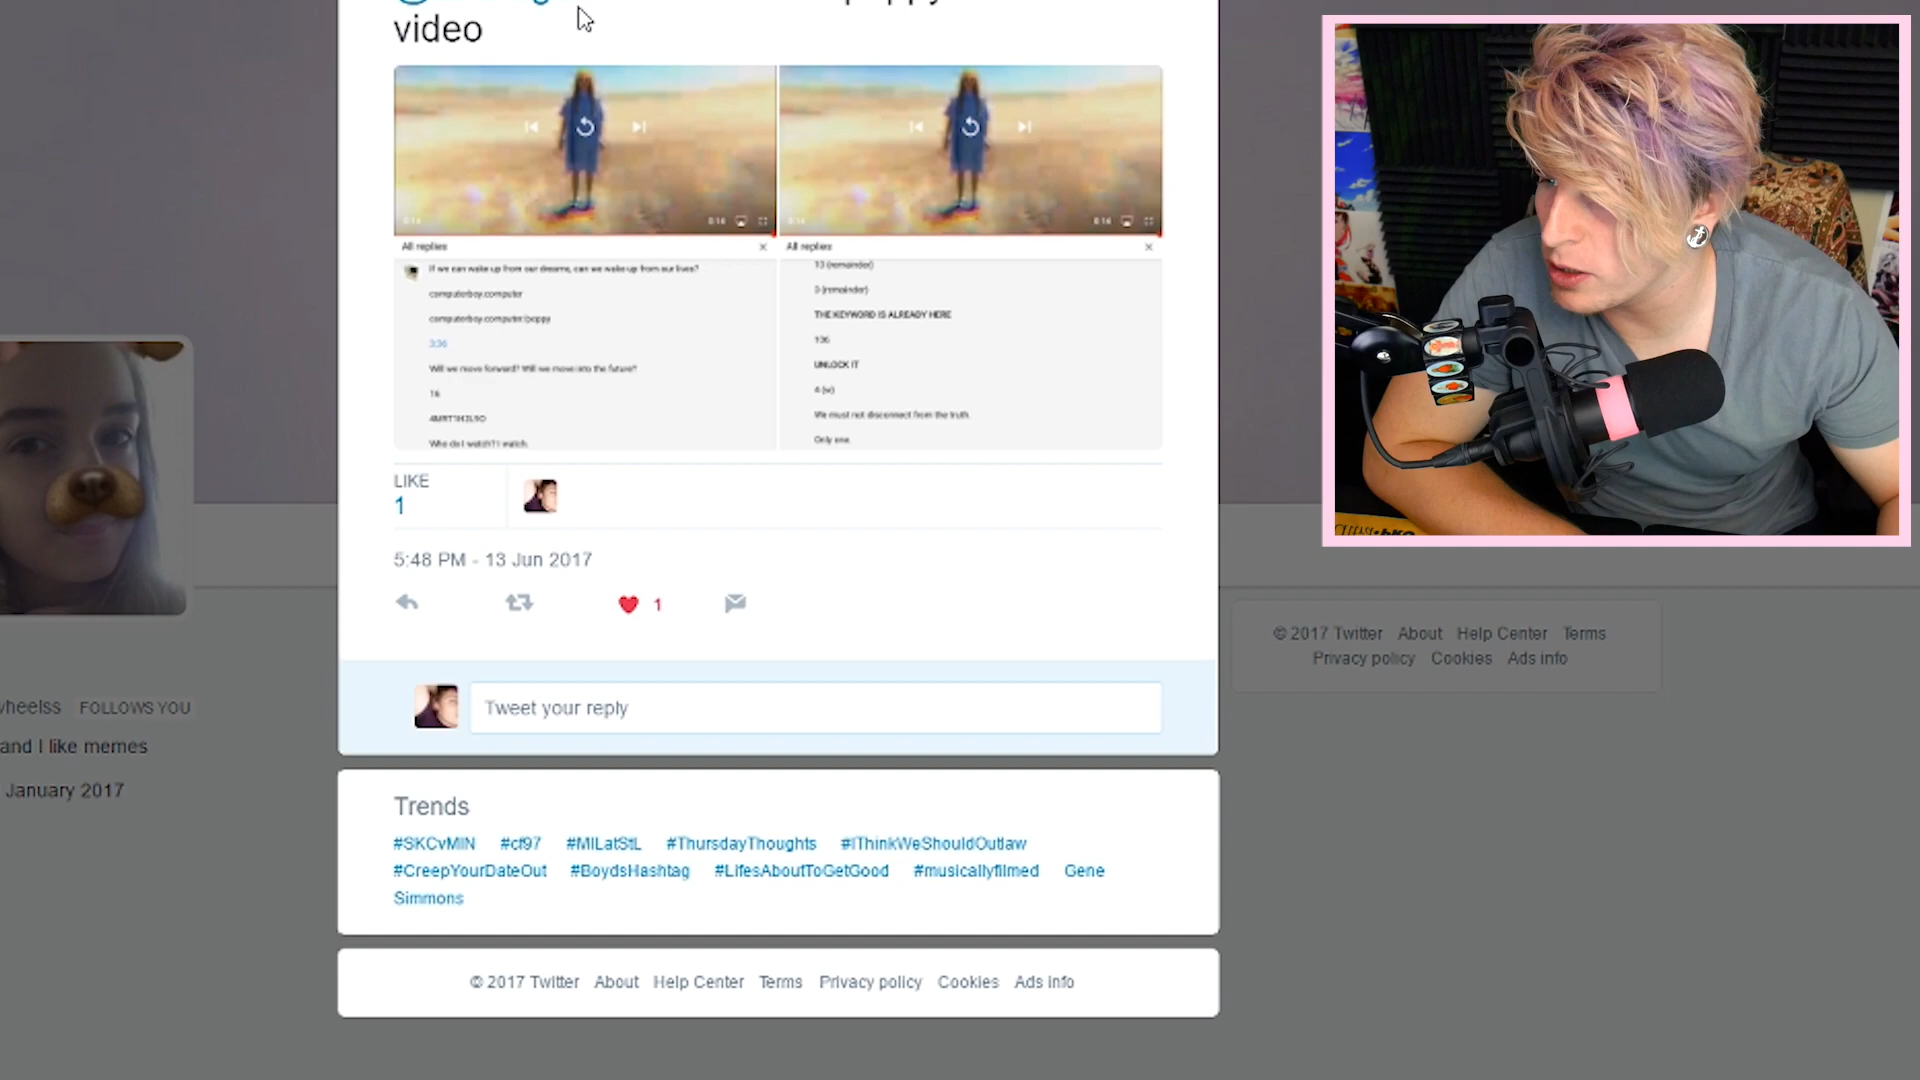 video
0:16
0:16
All replies
All replies
If we can wake up from our dreams, can we wake up from our lives?
computerboy.computer
computerboy.computer/poppy
3:36
Will we move forward? Will we move into the future?
16
Who do I watch? I watch.
13 (remainder)
3 (remainder)
THE KEYWORD IS ALREADY HERE
136
UNLOCK IT
4 (w)
We must not disconnect from the truth.
Only one.
LIKE
1
5:48 PM - 13 Jun 2017
1
Tweet your reply
heelss FOLLOWS YOU
and I like memes
January 2017
Trends
#SKCvMIN #cf97 #MILatStL #ThursdayThoughts #IThinkWeShouldOutlaw
#CreepYourDateOut #BoydsHashtag #LifesAboutToGetGood #musicallyfilmed Gene
Simmons
© 2017 Twitter About Help Center Terms Privacy policy Cookies Ads info
© 2017 Twitter About Help Center Terms
Privacy policy Cookies Ads info